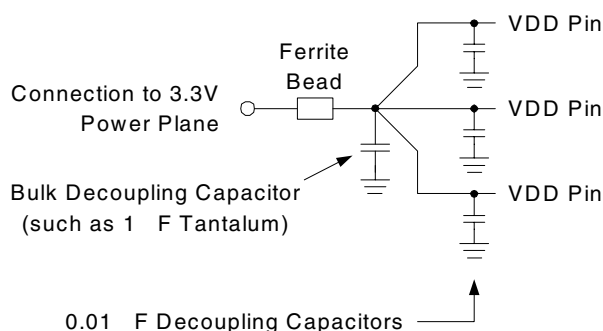 VDD Pin
Ferrite
Bead
Connection to 3.3V
Power Plane
VDD Pin
Bulk Decoupling Capacitor
(such as 1 F Tantalum)
VDD Pin
0.01 F Decoupling Capacitors